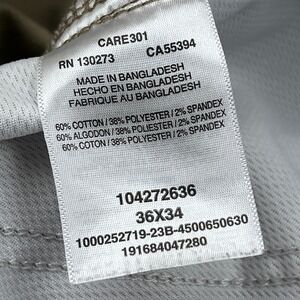 CARE301
RN 130273 CA55394
MADE IN BANGLADESH
HECHO EN BANGLADESH
FABRIQUE AU BANGLADESH
60% COTTON / 38% POLYESTER / 2% SPANDEX
60% ALGODON / 38% POLYESTER / 2% SPANDEX
60% COTON / 38% POLYESTER / 2% SPANDEX
104272636
36X34
1000252719-23B-4500650630
191684047280